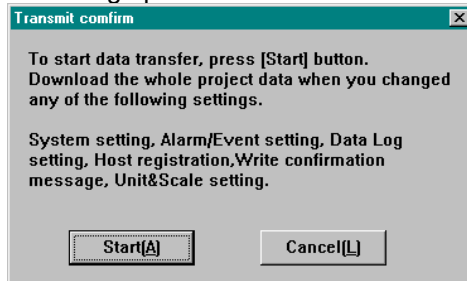 Transmit comfirm
To start data transfer, press [Start] button.
Download the whole project data when you changed
any of the following settings.
System setting, Alarm/Event setting, Data Log
setting, Host registration,Write confirmation
message, Unit&Scale setting.
Start(A)
Cancel(L)